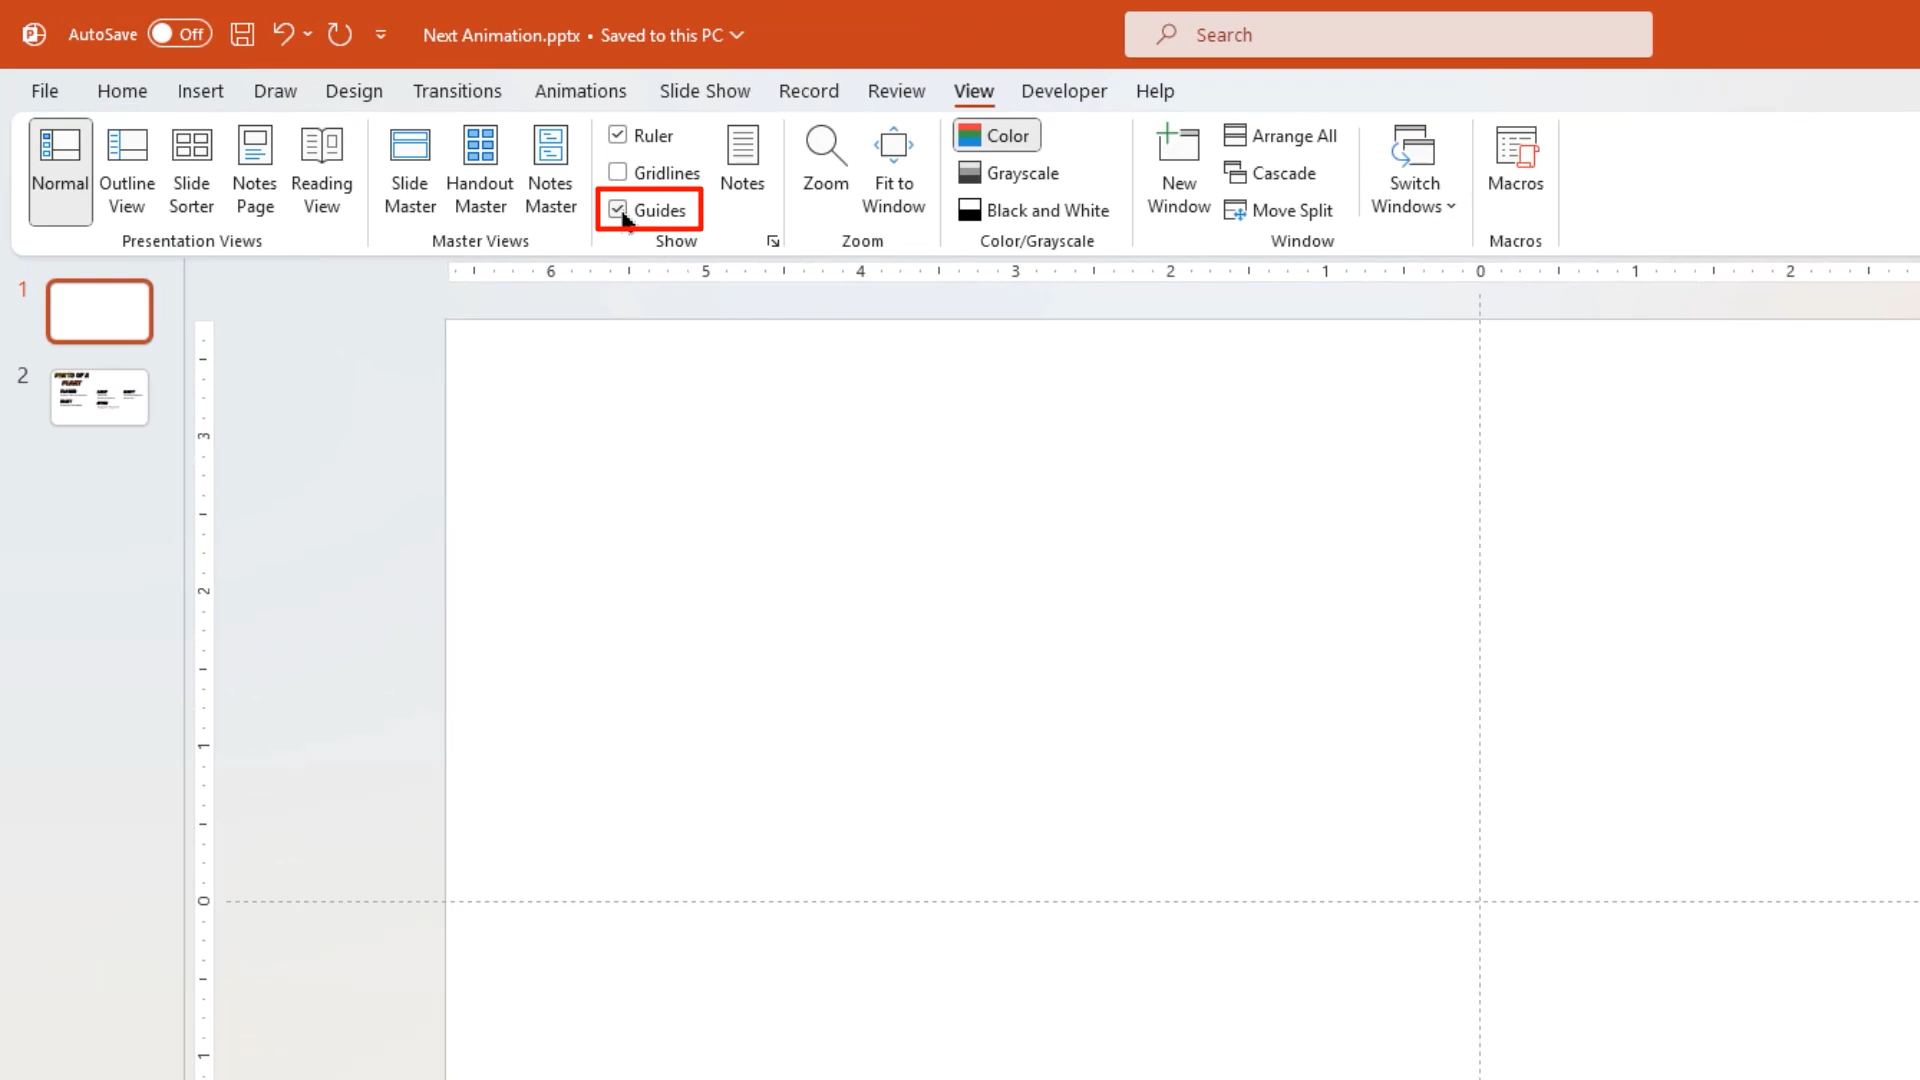 AutoSave Off Next Animation.pptx • Saved to this PC Search
File Home Insert Draw Design Transitions Animations Slide Show Record Review View Developer Help
Normal
Outline View
Slide Sorter
Notes Page
Reading View
Presentation Views
Slide Master
Handout Master
Notes Master
Master Views
Ruler
Gridlines
Guides
Notes
Show
Zoom
Fit to Window
Zoom
Color
Grayscale
Black and White
Color/Grayscale
New Window
Arrange All
Cascade
Move Split
Switch Windows
Window
Macros
Macros
6 5 4 3 2 1 0 1 2
1
2
PARTS OF A
PLANT
3
2
1
0
1